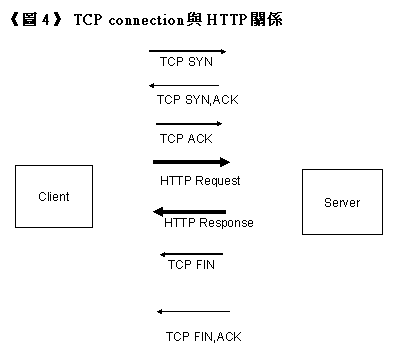 《圖 4》 TCP connection與HTTP關係
TCP SYN
TCP SYN,ACK
TCP ACK
HTTP Request
Client
Server
HTTP Response
TCP FIN
TCP FIN,ACK